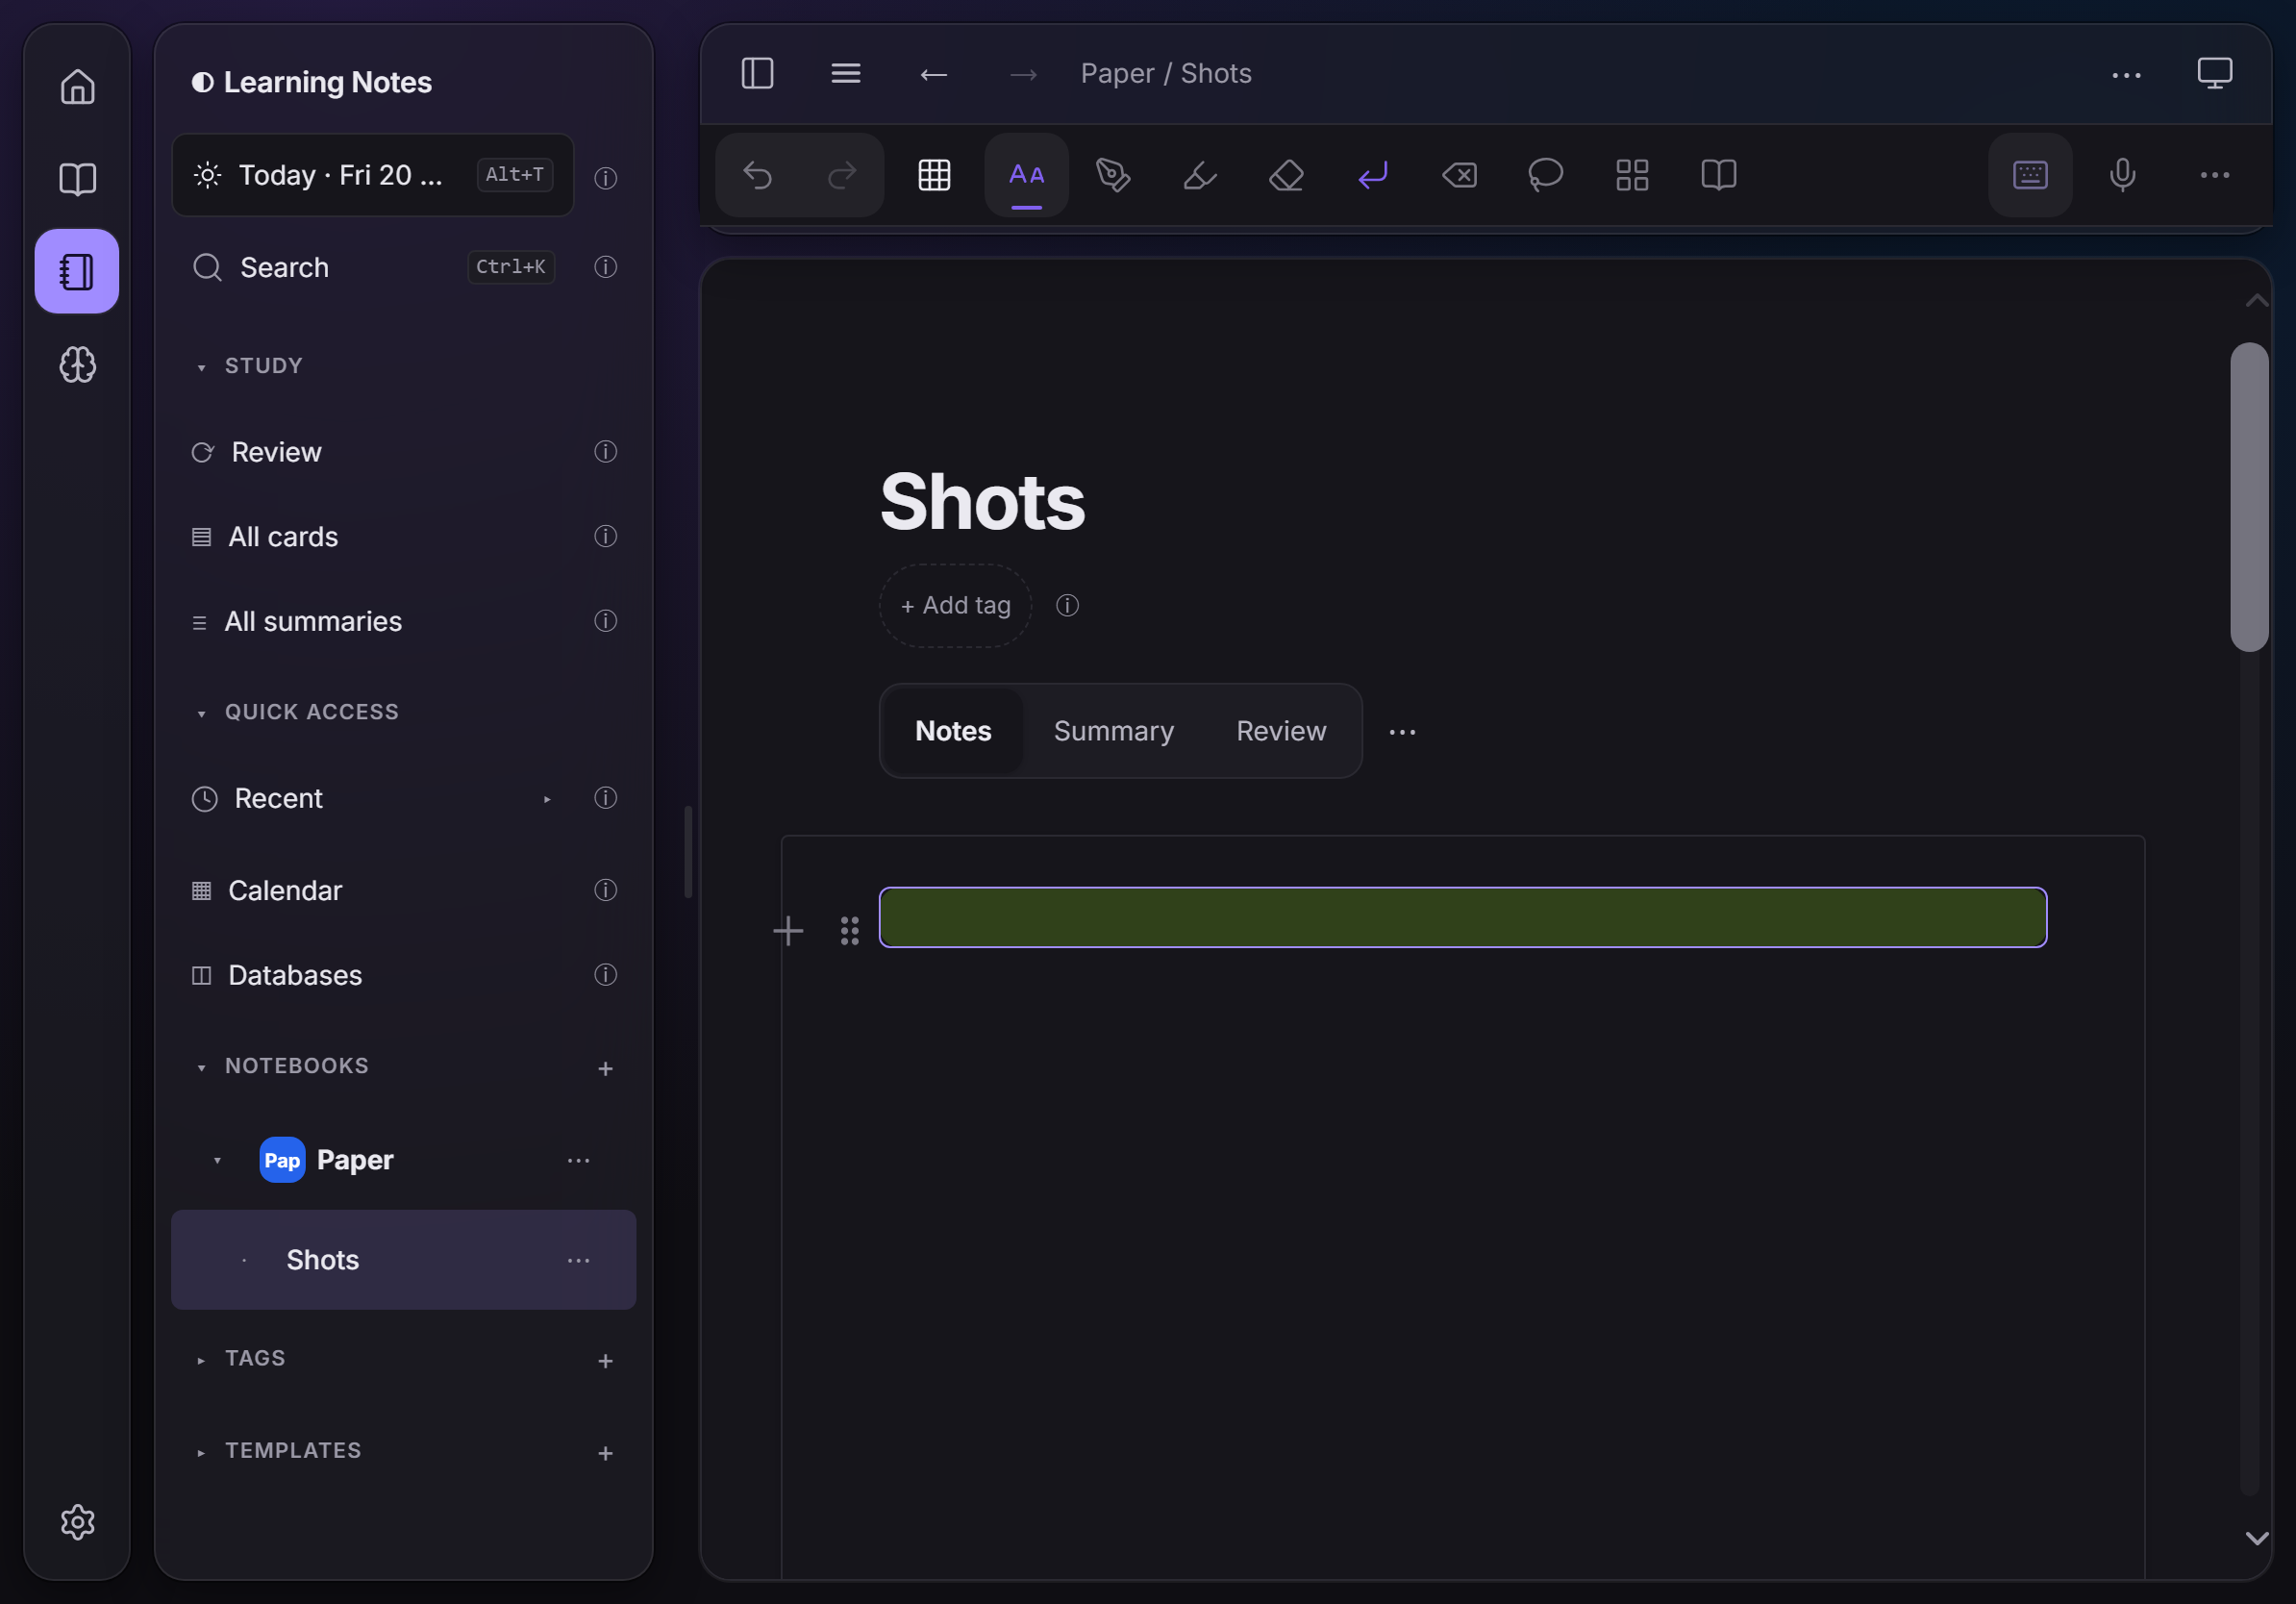 Learning Notes
Today · Fri 20 ... Alt+T
Search Ctrl+K
STUDY
Review
All cards
All summaries
QUICK ACCESS
Recent
Calendar
Databases
NOTEBOOKS
Pap Paper
Shots
TAGS
TEMPLATES
Paper / Shots
AA
Shots
+ Add tag
Notes Summary Review